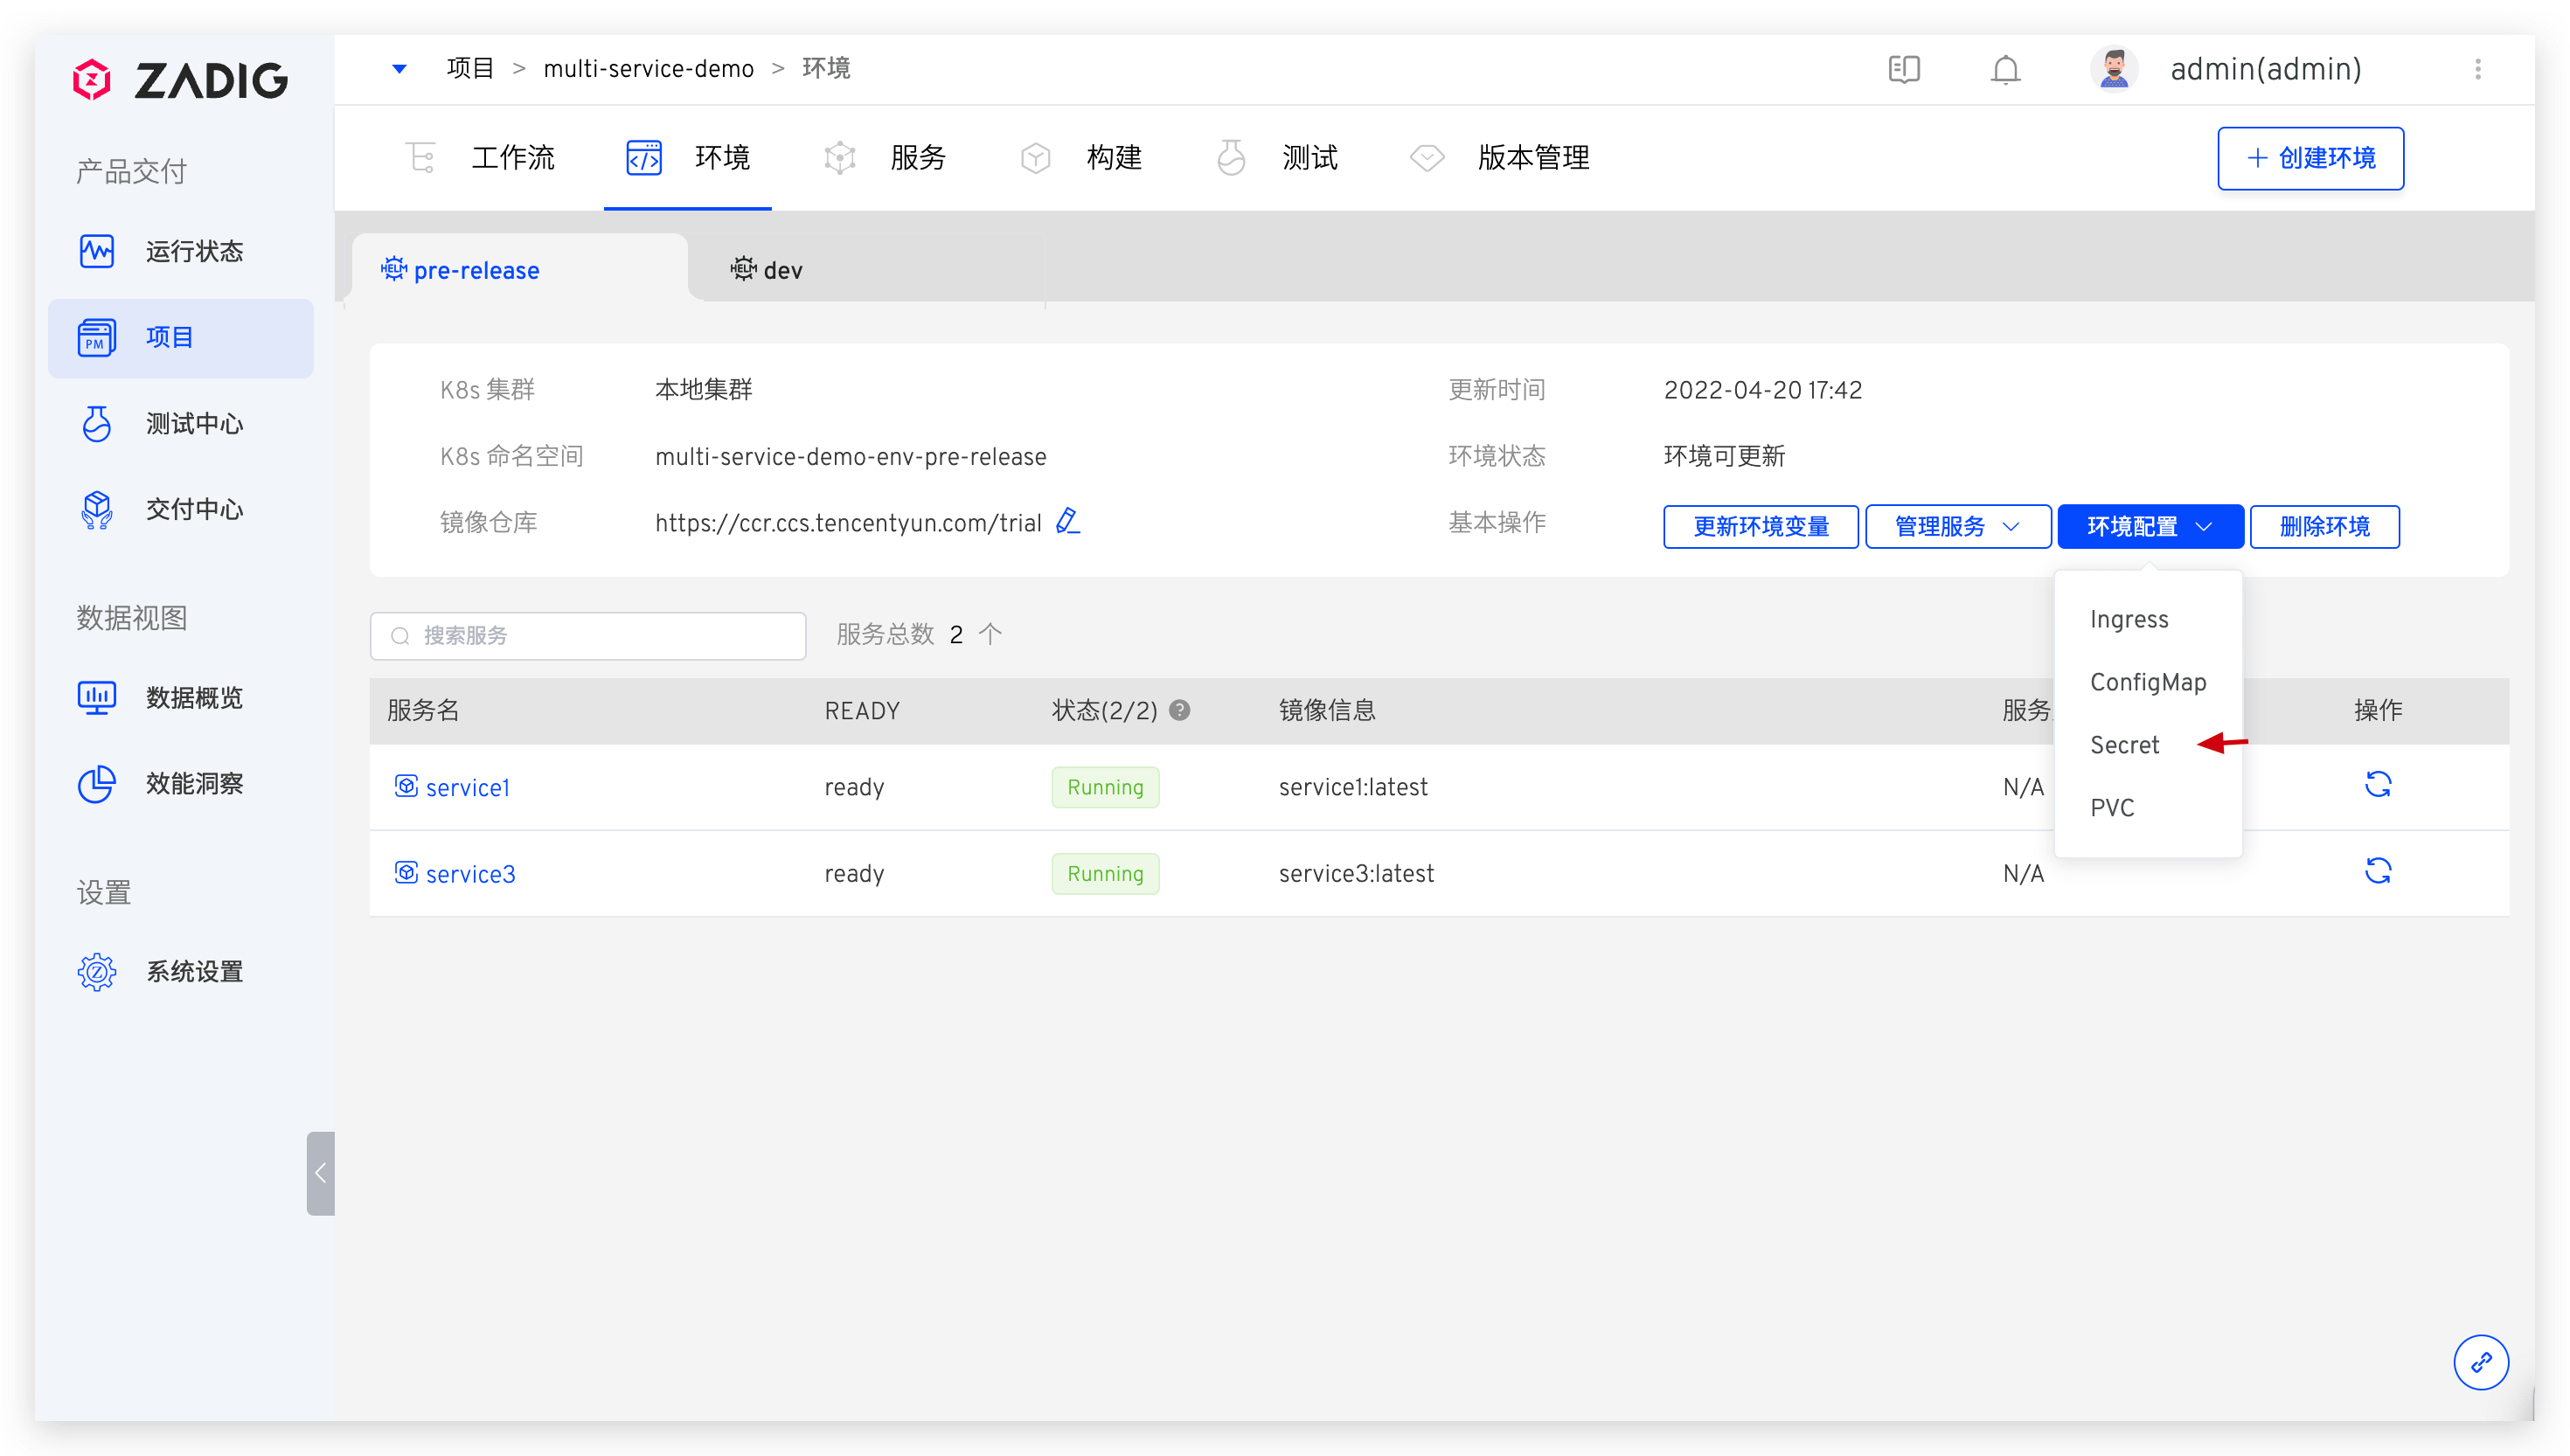 ZADIG
项目 > multi-service-demo > 环境
admin(admin)
工作流
环境
服务
构建
测试
版本管理
+ 创建环境
产品交付
运行状态
PM
项目
测试中心
交付中心
数据视图
数据概览
效能洞察
设置
系统设置
HELM pre-release
HELM dev
K8s 集群 本地集群
更新时间 2022-04-20 17:42
K8s 命名空间 multi-service-demo-env-pre-release
环境状态 环境可更新
镜像仓库 https://ccr.ccs.tencentyun.com/trial
基本操作 更新环境变量 管理服务 环境配置 删除环境
Ingress
ConfigMap
Secret
PVC
搜索服务
服务总数 2 个
服务名 READY 状态(2/2) ? 镜像信息 服务 操作
service1 ready Running service1:latest N/A
service3 ready Running service3:latest N/A